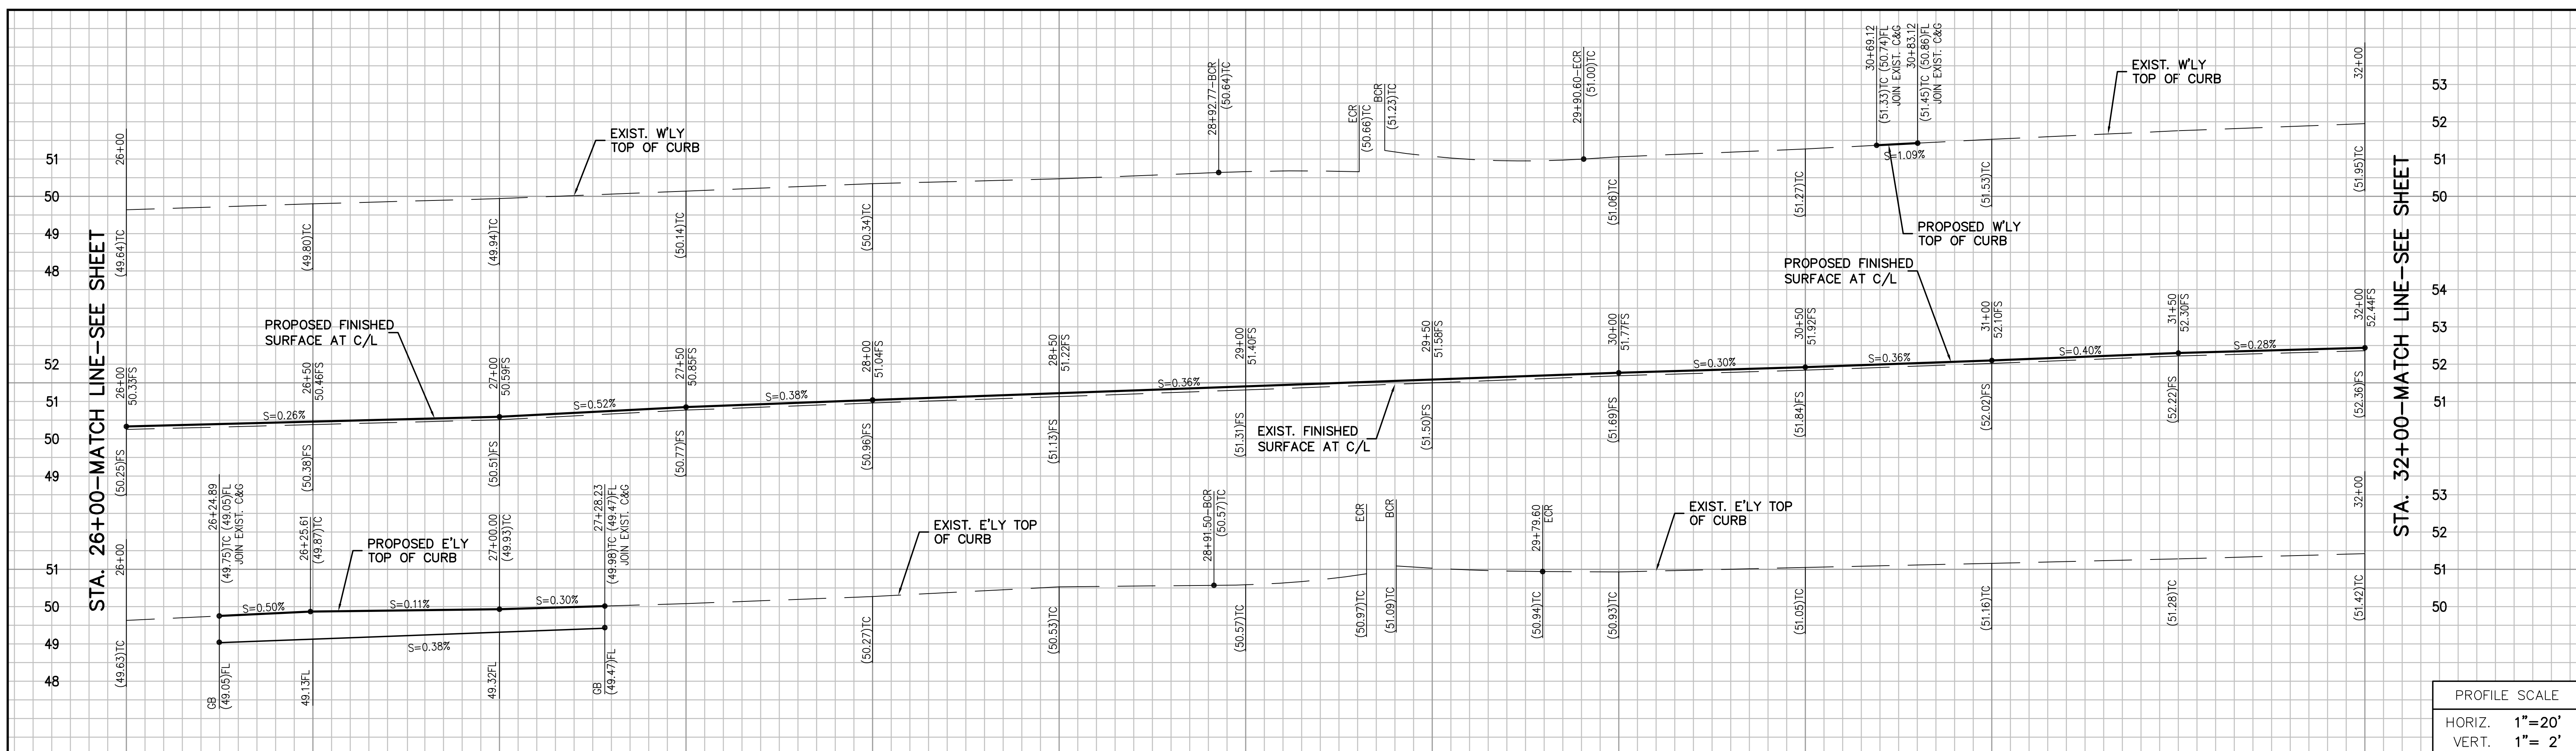 51
50
49
48
52
51
50
49
51
50
49
48
STA. 26+00-MATCH LINE-SEE SHEET
26+00
(49.64)TC
(49.80)TC
(49.94)TC
EXIST. W'LY
TOP OF CURB
(50.14)TC
(50.34)TC
28+92.77-BCR
(50.64)TC
ECR
(50.66)TC
BCR
(51.23)TC
29+90.60-ECR
(51.00)TC
(51.06)TC
(51.27)TC
30+69.12
(51.33)TC (50.74)FL
JOIN EXIST. C&G
30+83.12
(51.45)TC (50.86)FL
JOIN EXIST. C&G
S=1.09%
PROPOSED W'LY
TOP OF CURB
(51.53)TC
EXIST. W'LY
TOP OF CURB
32+00
(51.95)TC
PROPOSED FINISHED
SURFACE AT C/L
26+00
50.33FS
(50.25)FS
S=0.26%
26+50
50.46FS
(50.38)FS
27+00
50.59FS
(50.51)FS
S=0.52%
27+50
50.85FS
(50.77)FS
S=0.38%
28+00
51.04FS
(50.96)FS
28+50
51.22FS
(51.13)FS
S=0.36%
29+00
51.40FS
(51.31)FS
EXIST. FINISHED
SURFACE AT C/L
29+50
51.58FS
(51.50)FS
30+00
51.77FS
(51.69)FS
S=0.30%
PROPOSED FINISHED
SURFACE AT C/L
30+50
51.92FS
(51.84)FS
S=0.36%
31+00
52.10FS
(52.02)FS
S=0.40%
31+50
52.30FS
(52.22)FS
S=0.28%
32+00
52.44FS
(52.36)FS
26+00
(49.63)TC
26+24.89
(49.75)TC (49.05)FL
JOIN EXIST. C&G
GB
(49.05)FL
S=0.50%
26+25.61
(49.87)TC
49.13FL
PROPOSED E'LY
TOP OF CURB
S=0.11%
S=0.38%
27+00.00
(49.93)TC
49.32FL
S=0.30%
27+28.23
(49.98)TC (49.47)FL
JOIN EXIST. C&G
GB
(49.47)FL
(50.27)TC
EXIST. E'LY TOP
OF CURB
(50.53)TC
28+91.50-BCR
(50.57)TC
(50.57)TC
ECR
(50.97)TC
BCR
(51.09)TC
29+79.60
ECR
(50.94)TC
(50.93)TC
EXIST. E'LY TOP
OF CURB
(51.05)TC
(51.16)TC
(51.28)TC
32+00
(51.42)TC
STA. 32+00-MATCH LINE-SEE SHEET
53
52
51
50
54
53
52
51
53
52
51
50
PROFILE SCALE
HORIZ. 1"=20'
VERT. 1"= 2'